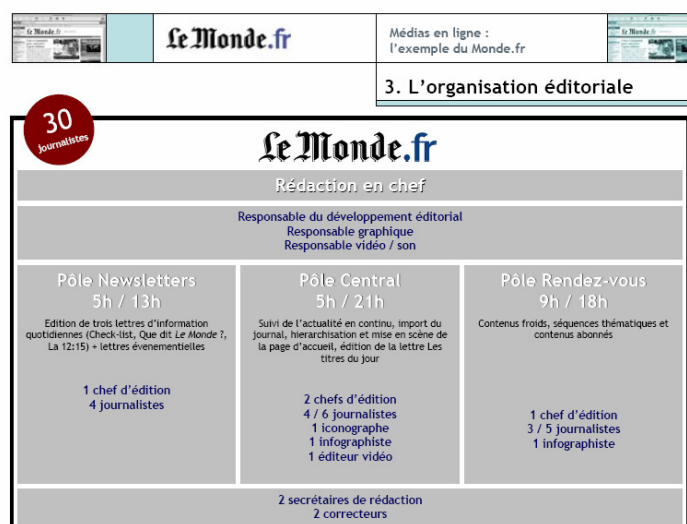 Le Monde.fr
Médias en ligne :
l'exemple du Monde.fr
3. L'organisation éditoriale
30
journalistes
Le Monde.fr
Rédaction en chef
Responsable du développement éditorial
Responsable graphique
Responsable vidéo / son
Pôle Newsletters
5h / 13h
Edition de trois lettres d'information
quotidiennes (Check-list, Que dit Le Monde ?,
La 12:15) + lettres évenementielles
1 chef d'édition
4 journalistes
Pôle Central
5h / 21h
Suivi de l'actualité en continu, import du
journal, hierarchisation et mise en scène de
la page d'accueil, édition de la lettre Les
titres du jour
2 chefs d'édition
4 / 6 journalistes
1 iconographe
1 infographiste
1 éditeur vidéo
Pôle Rendez-vous
9h / 18h
Contenus froids, séquences thématiques et
contenus abonnés
1 chef d'édition
3 / 5 journalistes
1 infographiste
2 secrétaires de rédaction
2 correcteurs